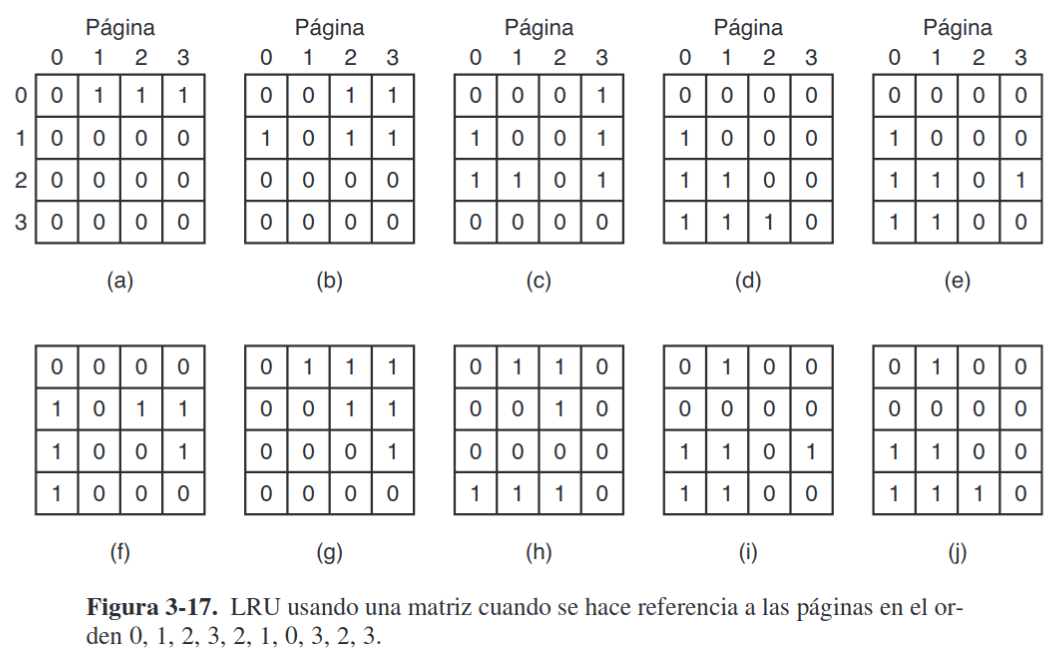 Página Página Página Página Página
0 1 2 3 0 1 2 3 0 1 2 3 0 1 2 3 0 1 2 3
0 0 1 1 1 0 0 1 1 0 0 0 1 0 0 0 0 0 0 0 0
1 0 0 0 0 1 0 1 1 1 0 0 1 1 0 0 0 1 0 0 0
2 0 0 0 0 0 0 0 0 1 1 0 1 1 1 0 0 1 1 0 1
3 0 0 0 0 0 0 0 0 0 0 0 0 1 1 1 0 1 1 0 0
(a) (b) (c) (d) (e)
0 0 0 0 0 1 1 1 0 1 1 0 0 1 0 0 0 1 0 0
1 0 1 1 0 0 1 1 0 0 1 0 0 0 0 0 0 0 0 0
1 0 0 1 0 0 0 1 0 0 0 0 1 1 0 1 1 1 0 0
1 0 0 0 0 0 0 0 1 1 1 0 1 1 0 0 1 1 1 0
(f) (g) (h) (i) (j)
Figura 3-17. LRU usando una matriz cuando se hace referencia a las páginas en el or-
den 0, 1, 2, 3, 2, 1, 0, 3, 2, 3.